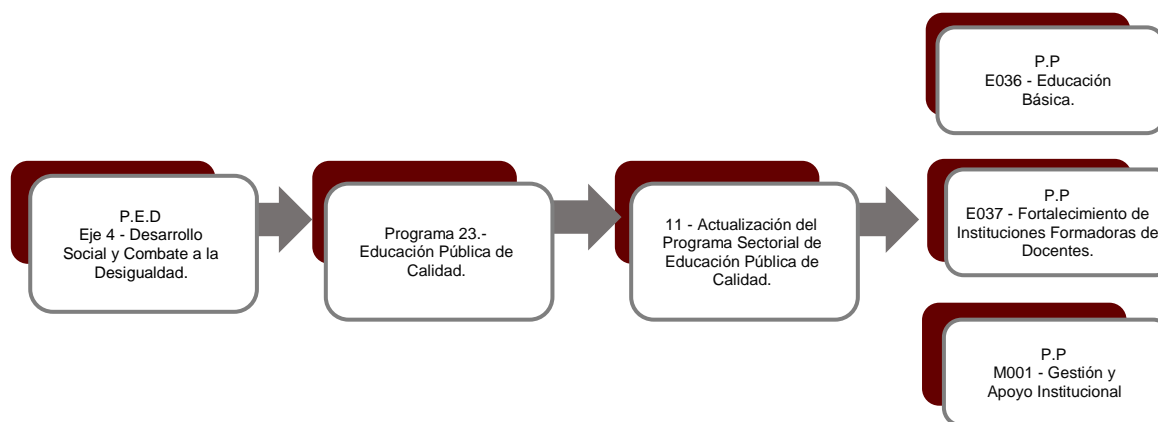 P.E.D
Eje 4 - Desarrollo
Social y Combate a la
Desigualdad.
Programa 23.-
Educación Pública de
Calidad.
11 - Actualización del
Programa Sectorial de
Educación Pública de
Calidad.
P.P
E036 - Educación
Básica.
P.P
E037 - Fortalecimiento de
Instituciones Formadoras de
Docentes.
P.P
M001 - Gestión y
Apoyo Institucional